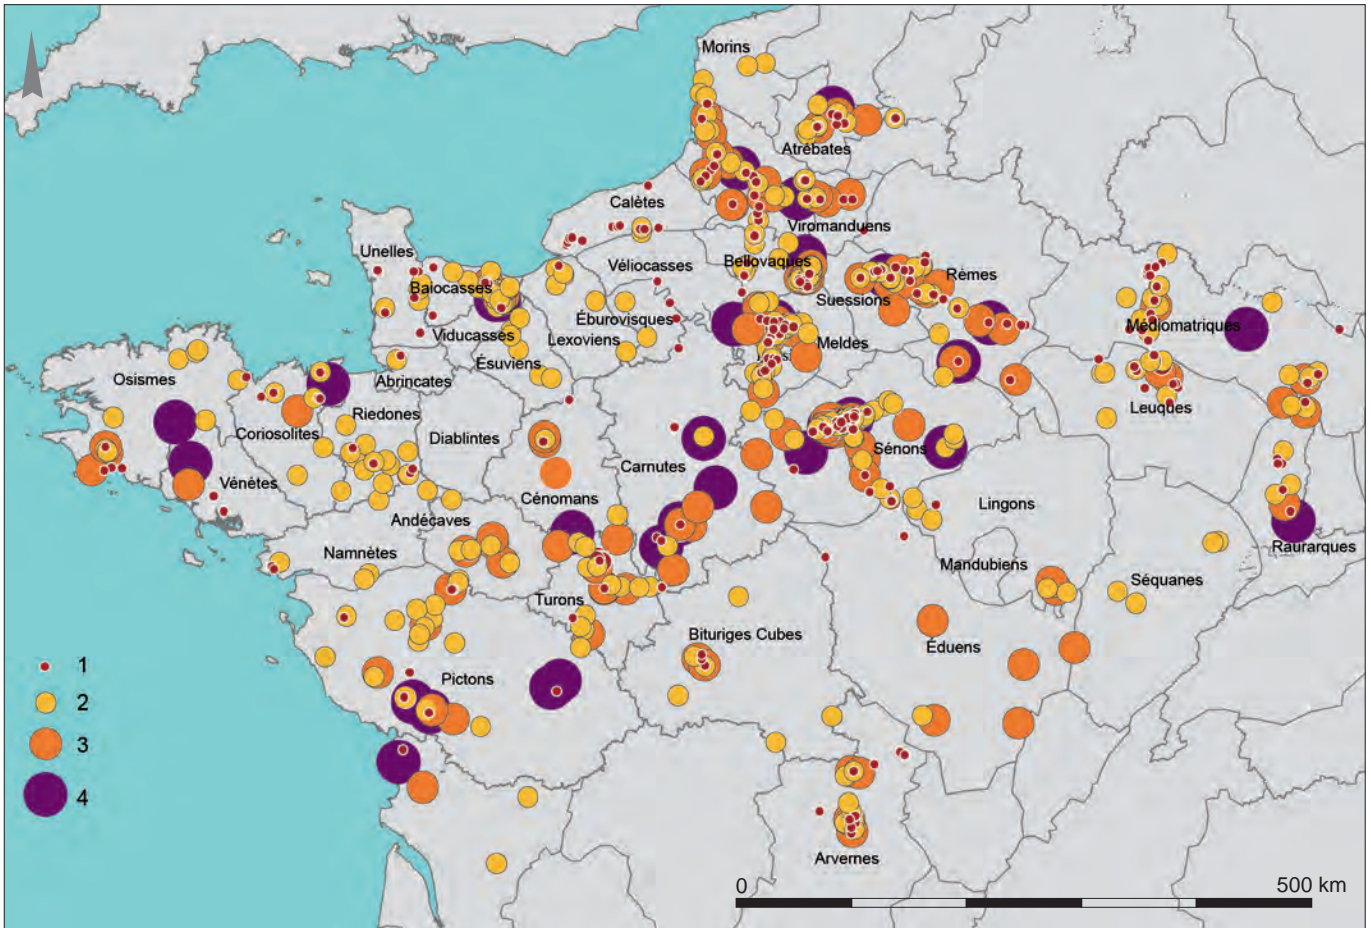 Morins
Atrébates
Calètes
Viromanduens
Unelles
Bellovaques
Véliocasses
Rèmes
Baiocasses
Suessions
Éburovisques
Médiomatriques
Viducasses
Lexoviens
Meldes
Ésuviens
Osismes
Abrincates
Leuques
Riedones
Coriosolites
Diablintes
Sénons
Carnutes
Vénètes
Cénomans
Lingons
Andécaves
Raurarques
Namnètes
Mandubiens
Séquanes
Turons
Bituriges Cubes
Éduens
Pictons
Arvernes
1
2
3
4
0
500 km